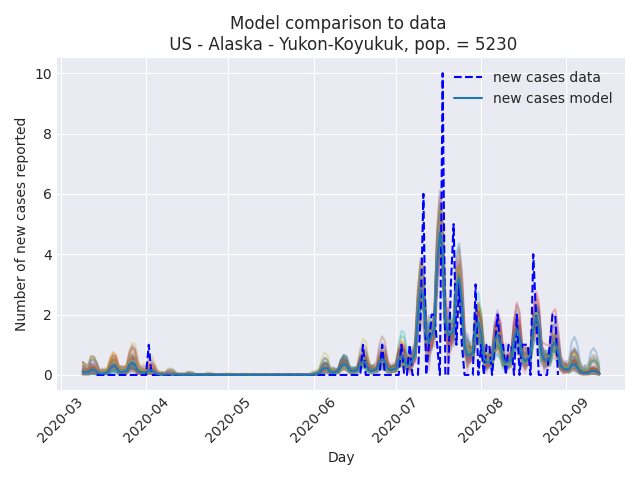 Model comparison to data
US - Alaska - Yukon-Koyukuk, pop. = 5230
new cases data
new cases model
Number of new cases reported
10
8
6
4
2
0
2020-03
2020-04
2020-05
2020-06
2020-07
2020-08
2020-09
Day